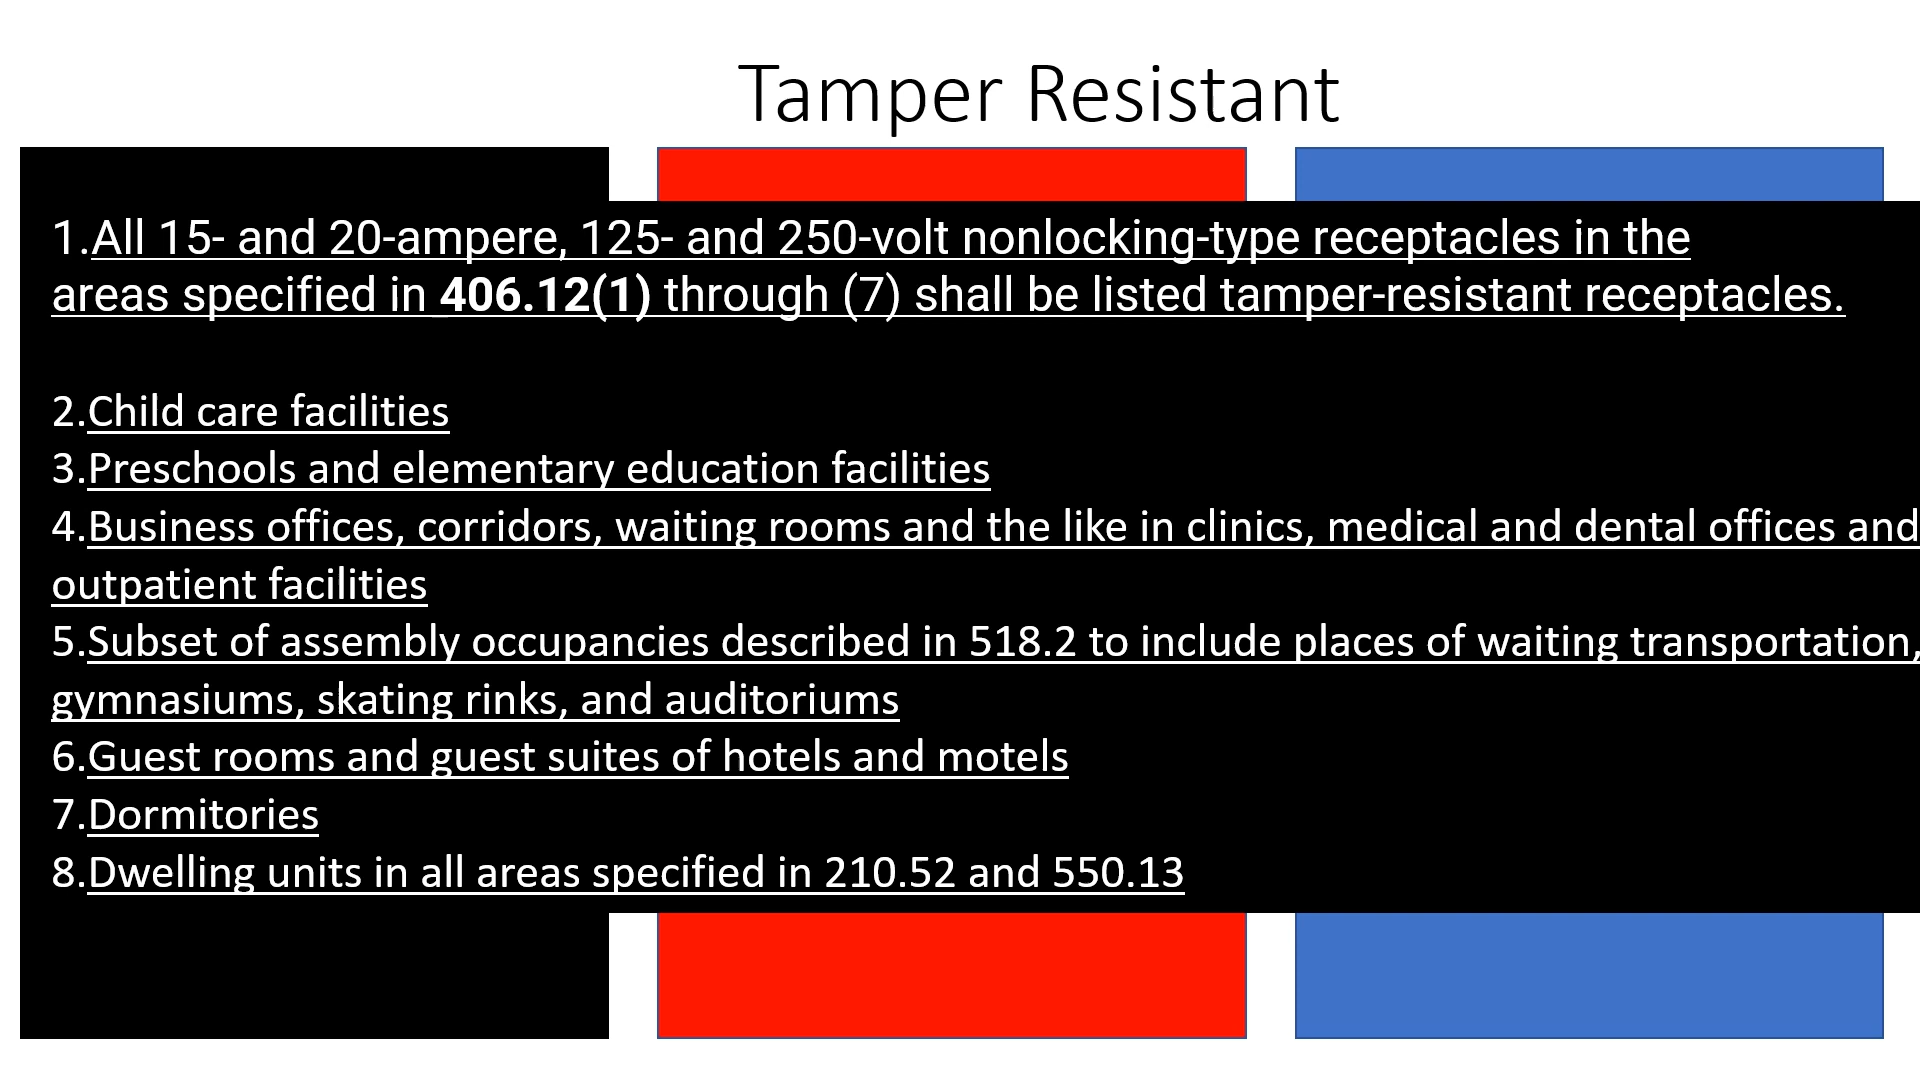 Tamper Resistant
1.All 15- and 20-ampere, 125- and 250-volt nonlocking-type receptacles in the
areas specified in 406.12(1) through (7) shall be listed tamper-resistant receptacles.
2.Child care facilities
3.Preschools and elementary education facilities
4.Business offices, corridors, waiting rooms and the like in clinics, medical and dental offices and
outpatient facilities
5.Subset of assembly occupancies described in 518.2 to include places of waiting transportation,
gymnasiums, skating rinks, and auditoriums
6.Guest rooms and guest suites of hotels and motels
7.Dormitories
8.Dwelling units in all areas specified in 210.52 and 550.13